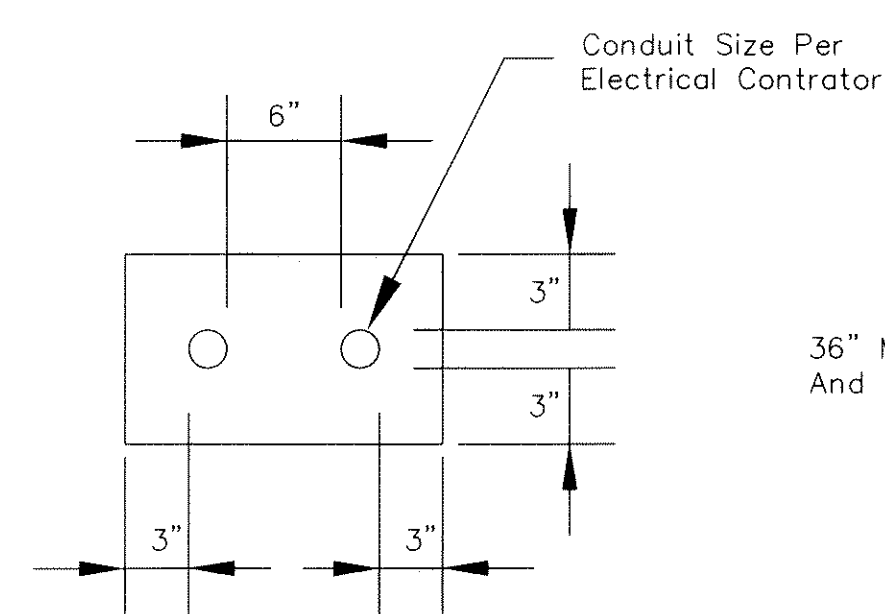 Conduit Size Per
Electrical Contrator
6”
3”
36”
3”
And
3” 3”